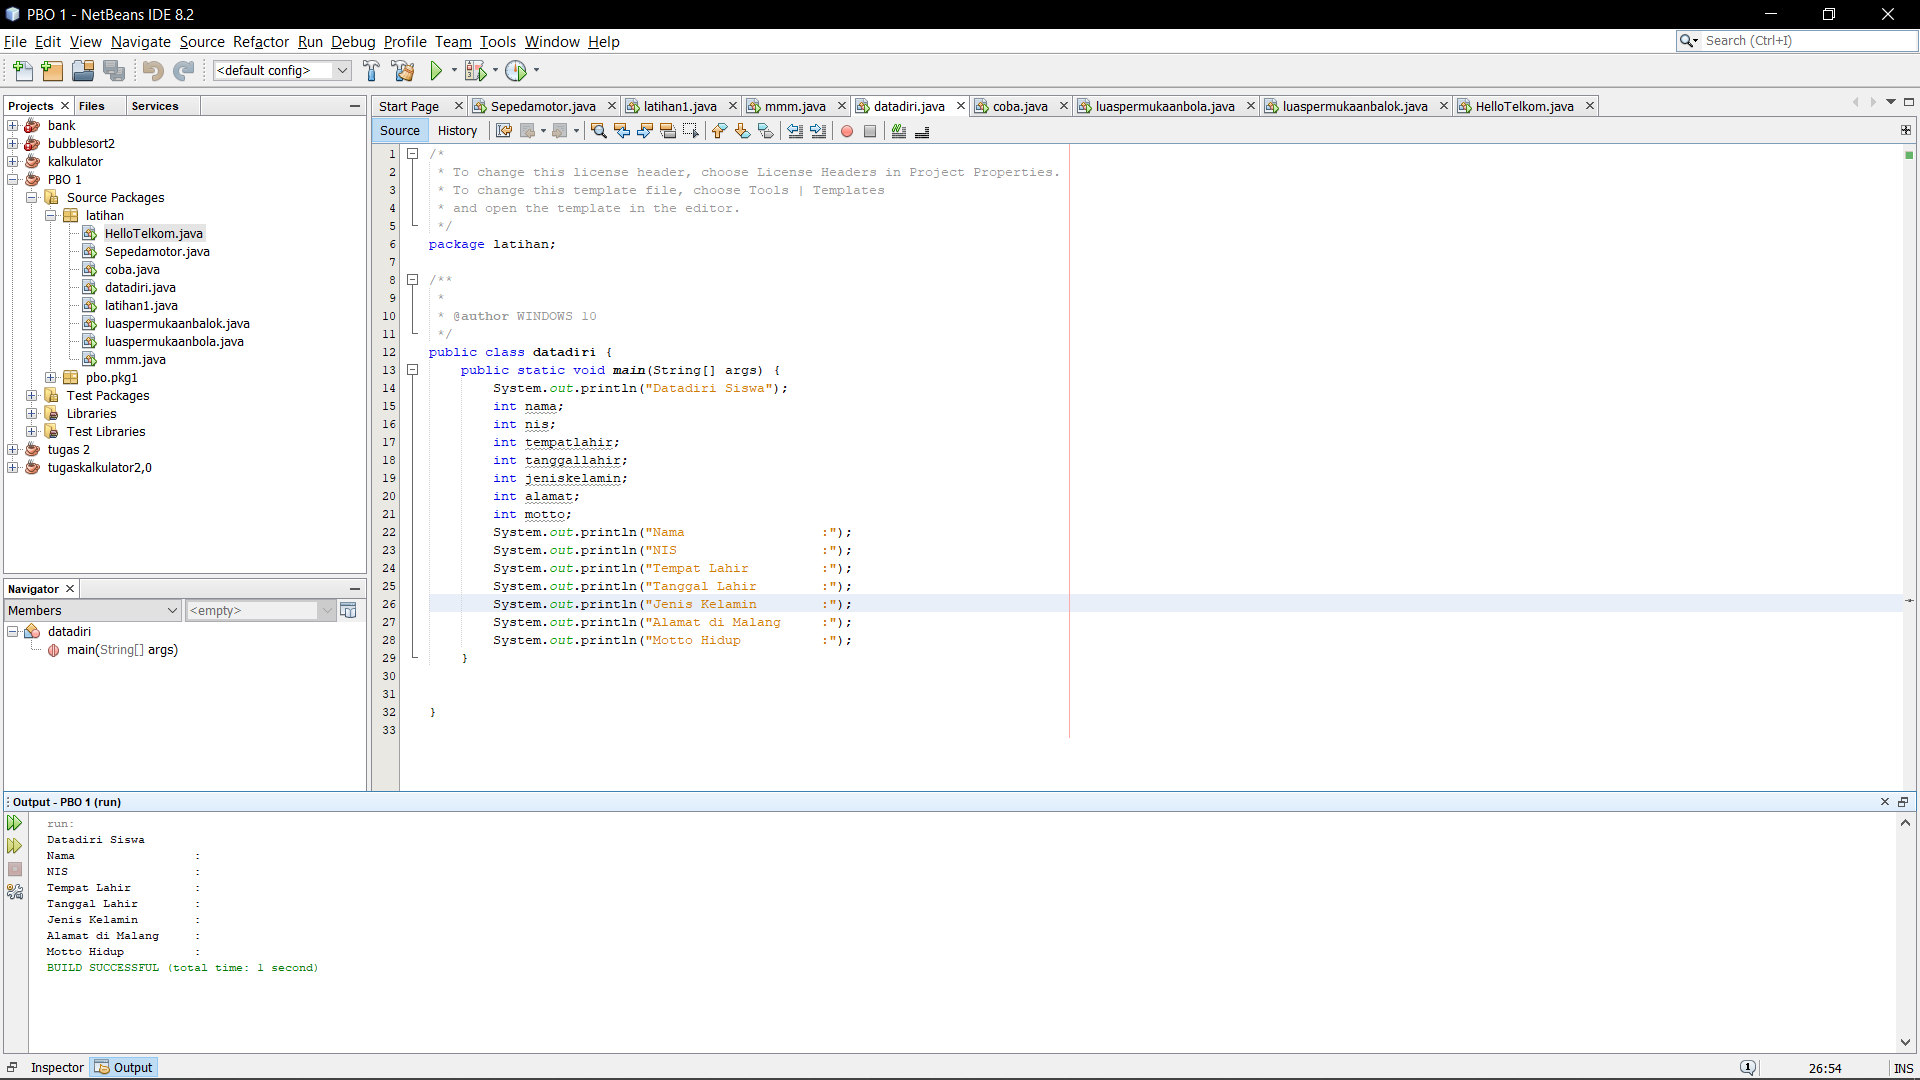 PBO 1 - NetBeans IDE 8.2
File Edit View Navigate Source Refactor Run Debug Profile Team Tools Window Help
Search (Ctrl+I)
<default config>
Projects Files Services
bank
bubblesort2
kalkulator
PBO 1
Source Packages
latihan
HelloTelkom.java
Sepedamotor.java
coba.java
datadiri.java
latihan1.java
luaspermukaanbalok.java
luaspermukaanbola.java
mmm.java
pbo.pkg1
Test Packages
Libraries
Test Libraries
tugas 2
tugaskalkulator2,0
Navigator
Members <empty>
datadiri
main(String[] args)
Start Page Sepedamotor.java latihan1.java mmm.java datadiri.java coba.java luaspermukaanbola.java luaspermukaanbalok.java HelloTelkom.java
Source History
1 /*
2 * To change this license header, choose License Headers in Project Properties.
3 * To change this template file, choose Tools | Templates
4 * and open the template in the editor.
5 */
6 package latihan;
7
8 /**
9 *
10 * @author WINDOWS 10
11 */
12 public class datadiri {
13 public static void main(String[] args) {
14 System.out.println("Datadiri Siswa");
15 int nama;
16 int nis;
17 int tempatlahir;
18 int tanggallahir;
19 int jeniskelamin;
20 int alamat;
21 int motto;
22 System.out.println("Nama                 :");
23 System.out.println("NIS                  :");
24 System.out.println("Tempat Lahir         :");
25 System.out.println("Tanggal Lahir        :");
26 System.out.println("Jenis Kelamin        :");
27 System.out.println("Alamat di Malang     :");
28 System.out.println("Motto Hidup          :");
29 }
30
31
32 }
33
Output - PBO 1 (run)
run:
Datadiri Siswa
Nama                 :
NIS                  :
Tempat Lahir         :
Tanggal Lahir        :
Jenis Kelamin        :
Alamat di Malang     :
Motto Hidup          :
BUILD SUCCESSFUL (total time: 1 second)
Inspector Output
1
26:54 INS